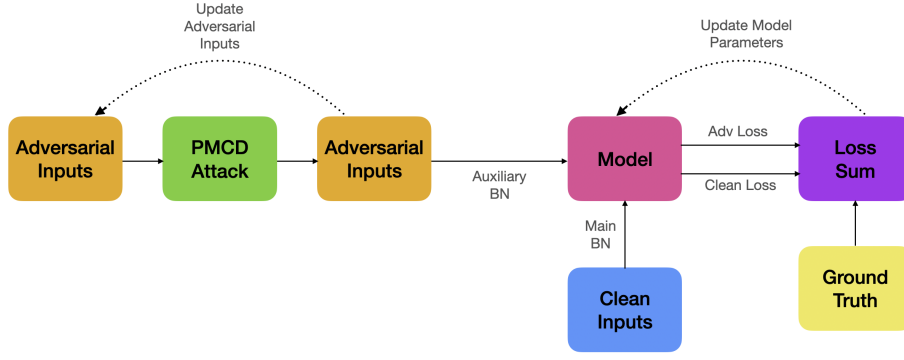 Update
Adversarial
Inputs
Update Model
Parameters
Adversarial
Inputs
PMCD
Attack
Adversarial
Inputs
Auxiliary
BN
Model
Adv Loss
Clean Loss
Loss
Sum
Main
BN
Clean
Inputs
Ground
Truth